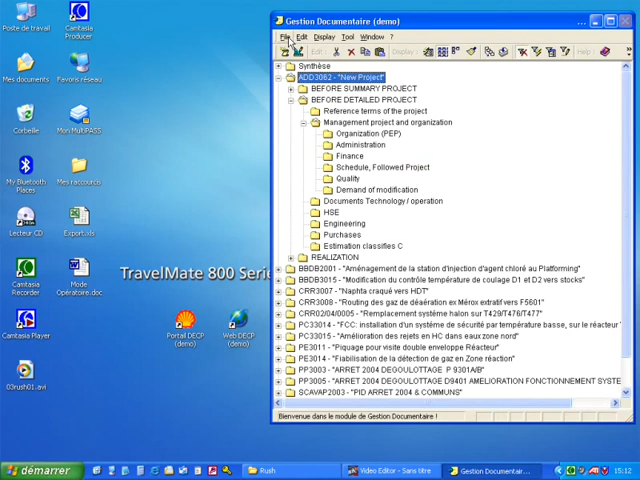 Poste de travail
Camtasia
Producer
Mes documents
Favoris réseau
Corbeille
Mon MultiPASS
My Bluetooth
Places
Mes raccourcis
Lecteur CD
Export.xls
Camtasia
Recorder
Mode
Opératoire.doc
TravelMate 800 Serie
Camtasia Player
Portail DECP
(demo)
Web DECP
(demo)
03rush01.avi
Gestion Documentaire (demo)
File Edit Display Tool Window ?
Edit : Display : Help :
Synthèse
ADD3062 - "New Project"
BEFORE SUMMARY PROJECT
BEFORE DETAILED PROJECT
Reference terms of the project
Management project and organization
Organization (PEP)
Administration
Finance
Schedule, Followed Project
Quality
Demand of modification
Documents Technology / operation
HSE
Engineering
Purchases
Estimation classifies C
REALIZATION
BBDB2001 - "Aménagement de la station d'injection d'agent chloré au Platforming"
BBDB3015 - "Modification du contrôle température de coulage D1 et D2 vers stocks"
CRR3007 - "Naphta craqué vers HDT"
CRR3008 - "Routing des gaz de déaération ex Mérox extratif vers F5601"
CRR02/04/0005 - "Remplacement système halon sur T429/T476/T477"
PC33014 - "FCC: installation d'un systéme de sécurité par température basse, sur le réacteur '
PC33015 - "Amélioration des rejets en HC dans eaux zone nord"
PE3011 - "Piquage pour visite double enveloppe Réacteur"
PE3014 - "Fiabilisation de la détection de gaz en Zone réaction"
PP3003 - "ARRET 2004 DEGOULOTTAGE P 9301A/B"
PP3005 - "ARRET 2004 DEGOULOTTAGE D9401 AMELIORATION FONCTIONNEMENT SYSTE
SCAVAP2003 - "PID ARRET 2004 & COMMUNS"
Bienvenue dans le module de Gestion Documentaire !
démarrer
Rush
Video Editor - Sans titre
Gestion Documentair...
15:12